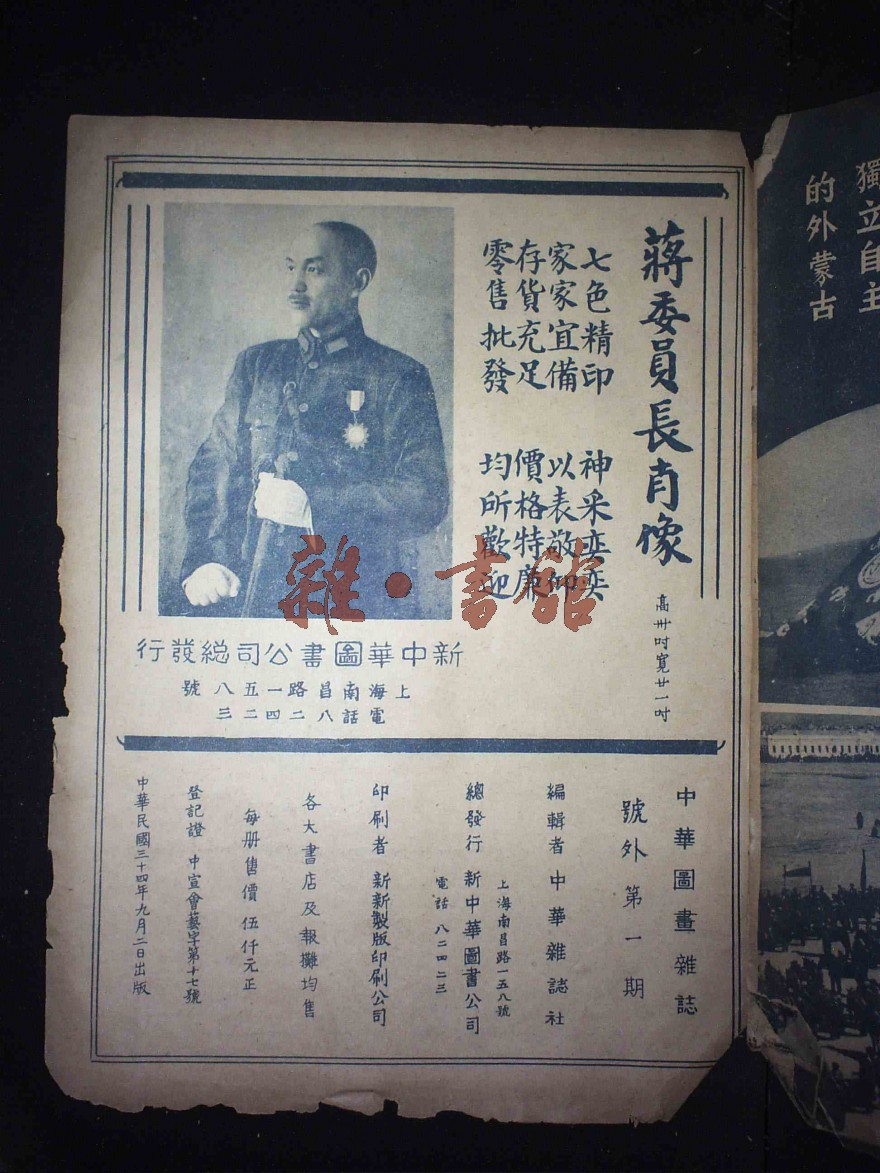 蔣委員長肖像
高卅吋寬廿一吋
七色精印 神采奕奕
家家宜備 以表敬仰
存貨充足 價格特廉
零售批發 均所歡迎
新中華圖書公司總發行
上海南昌路一五八號
電話八二四二三
中華圖畫雜誌
號外第一期
編輯者 中華雜誌社
上海南昌路一五八號
總發行 新中華圖書公司
電話 八二四二三
印刷者 新新製版印刷公司
各大書店及報攤均售
每册售價 伍仟元正
登記證 中宣會藝字第十七號
中華民國三十四年九月二日出版
獨立自主
的外蒙古
雜·書館